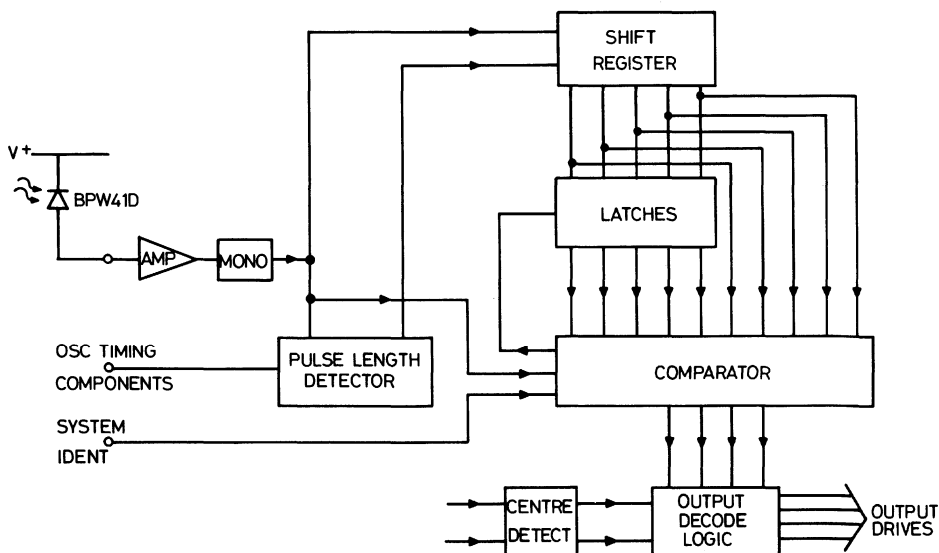 SHIFT
REGISTER
V+
BPW41D
LATCHES
AMP
MONO
OSC TIMING
COMPONENTS
PULSE LENGTH
DETECTOR
COMPARATOR
SYSTEM
IDENT
CENTRE
DETECT
OUTPUT
DECODE
LOGIC
OUTPUT
DRIVES